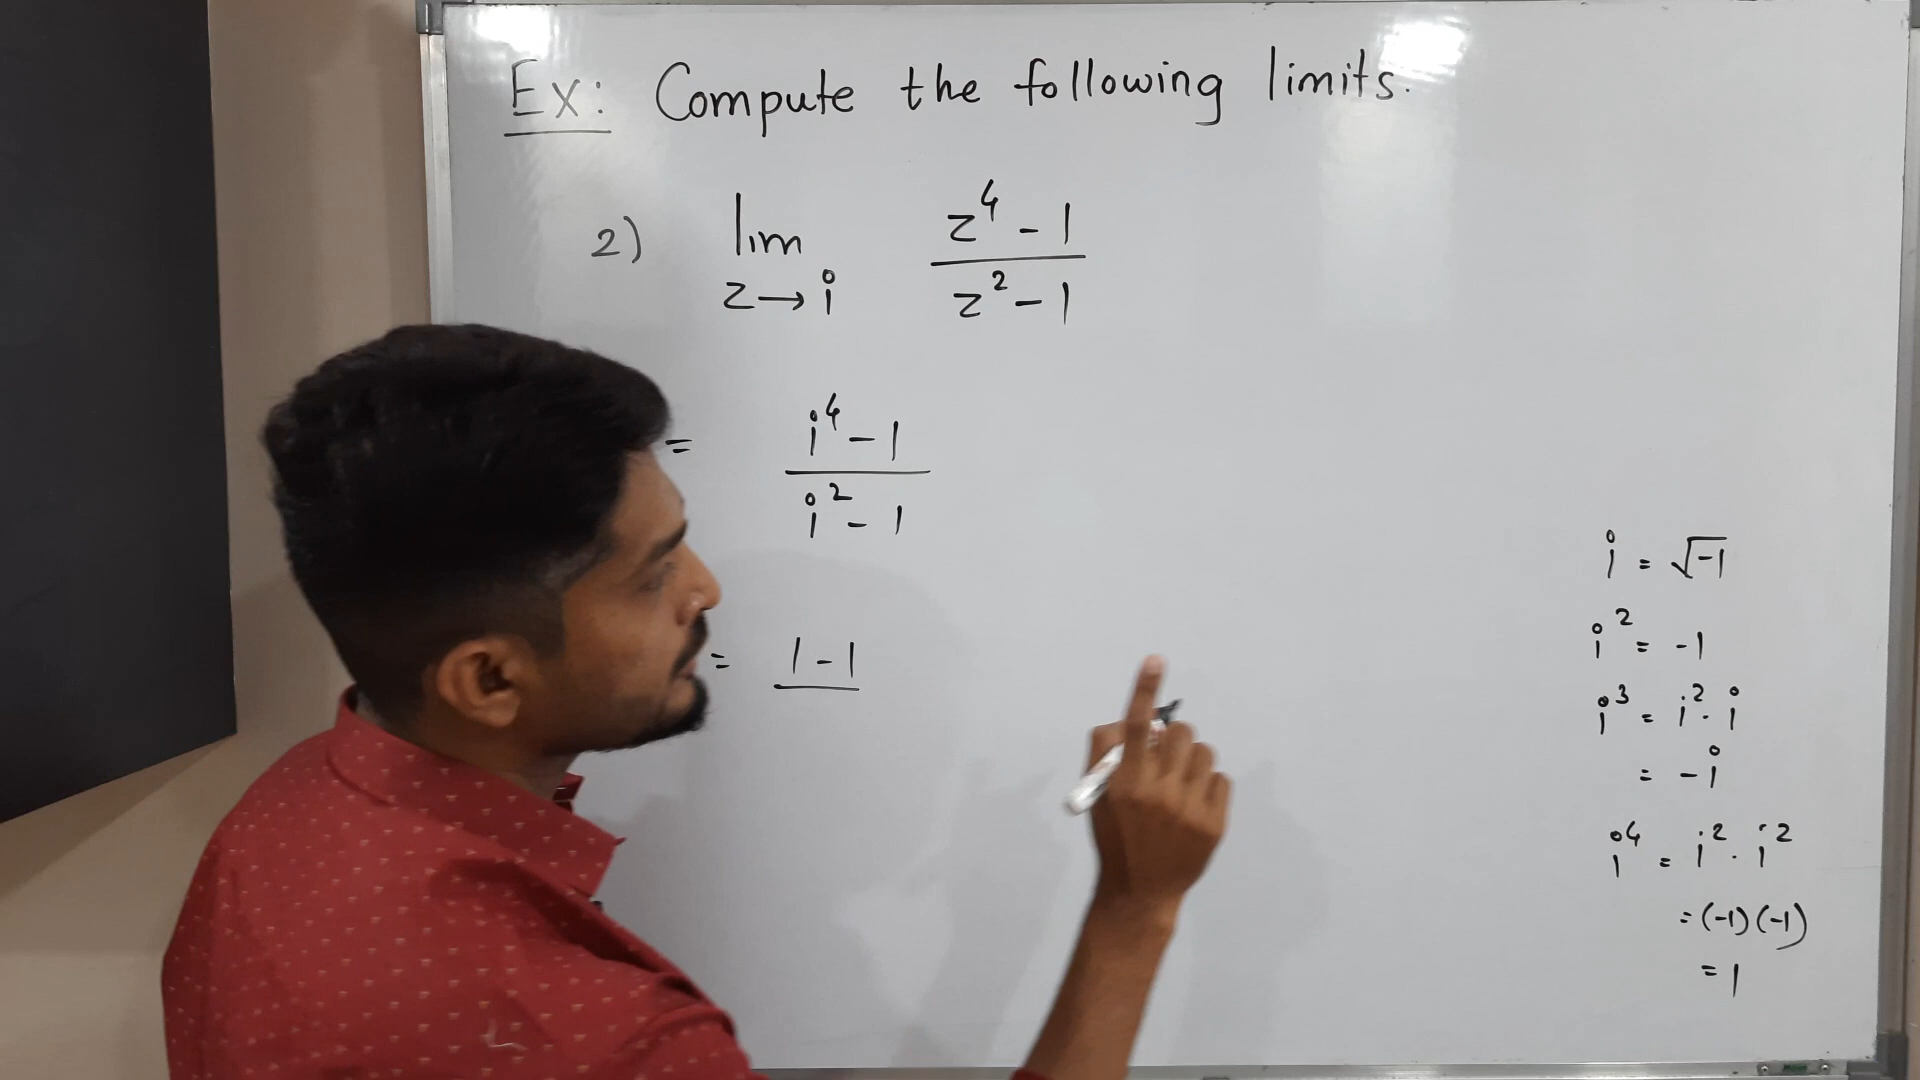 Ex: Compute the following limits.
2) lim z→i (z⁴ - 1)/(z² - 1)
= (i⁴ - 1)/(i² - 1)
= 1 - 1
i = √-1
i² = -1
i³ = i² · i
= -i
i⁴ = i² · i²
= (-1) (-1)
= 1